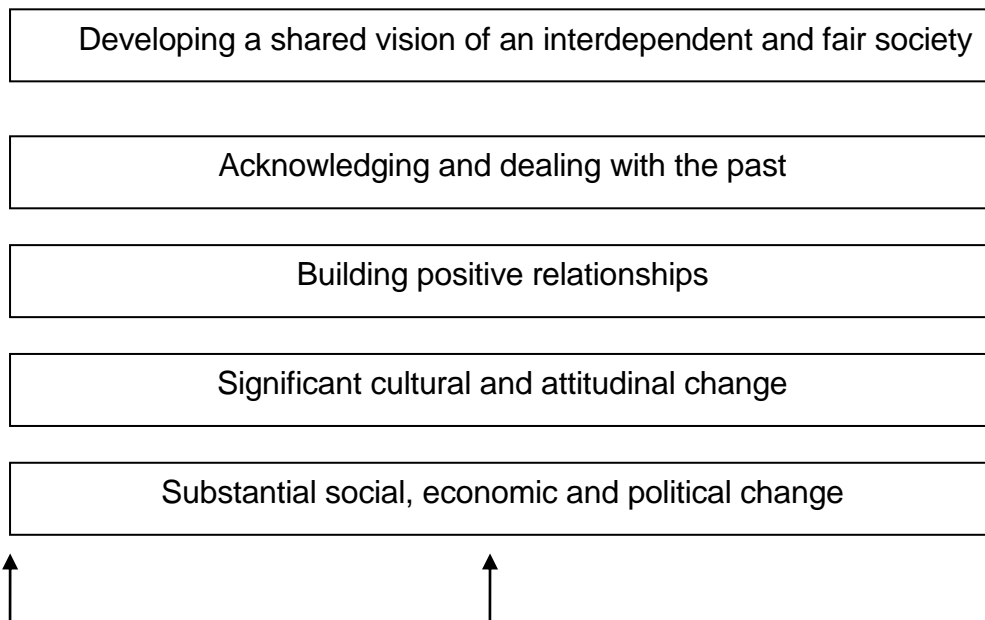 Developing a shared vision of an interdependent and fair society
Acknowledging and dealing with the past
Building positive relationships
Significant cultural and attitudinal change
Substantial social, economic and political change